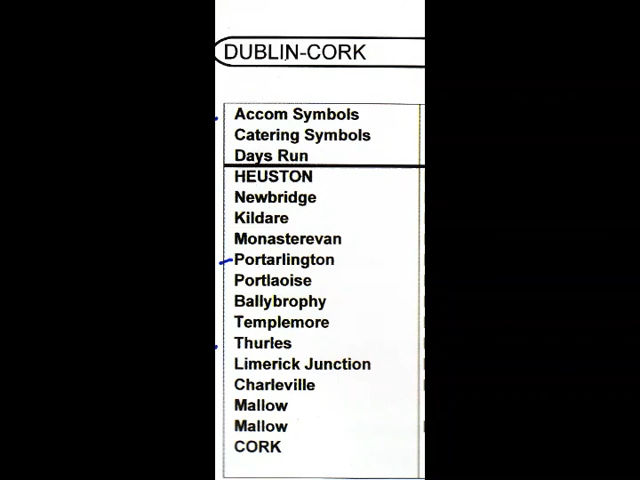 DUBLIN-CORK
Accom Symbols
Catering Symbols
Days Run
HEUSTON
Newbridge
Kildare
Monasterevan
Portarlington
Portlaoise
Ballybrophy
Templemore
Thurles
Limerick Junction
Charleville
Mallow
Mallow
CORK